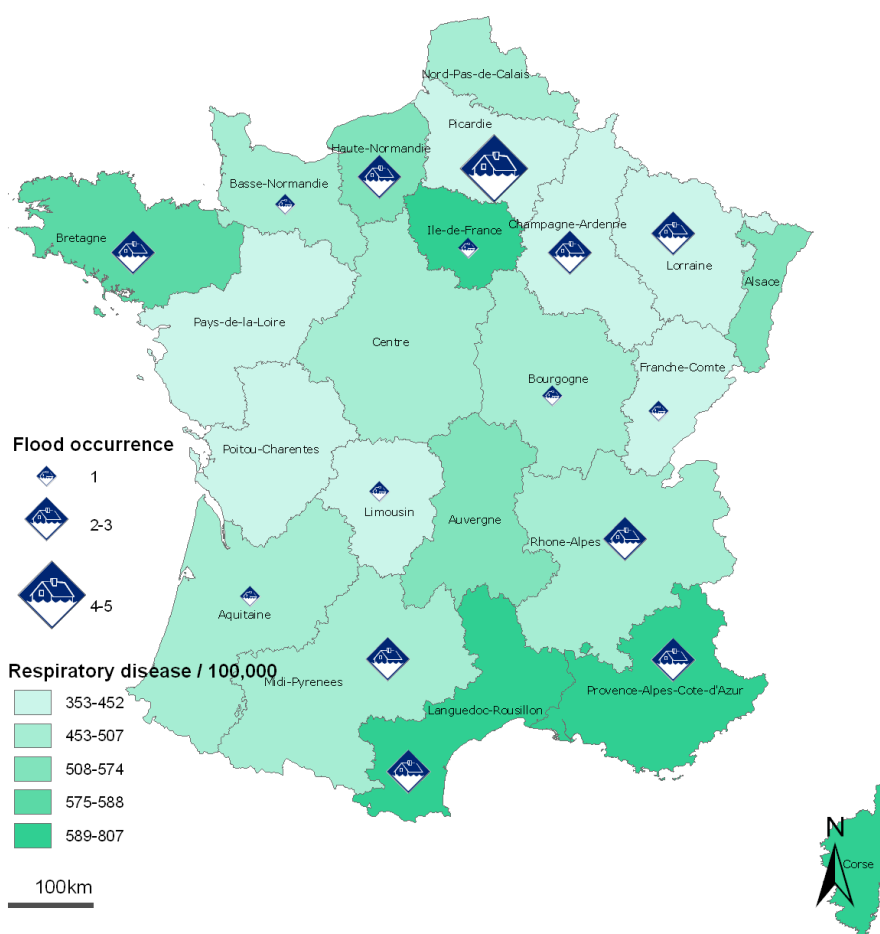 Nord-Pas-de-Calais
Picardie
Haute-Normandie
Basse-Normandie
Ile-de-France
Champagne-Ardenne
Bretagne
Lorraine
Alsace
Pays-de-la-Loire
Centre
Franche-Comte
Bourgogne
Poitou-Charentes
Limousin
Auvergne
Rhone-Alpes
Aquitaine
Midi-Pyrenees
Provence-Alpes-Cote-d'Azur
Languedoc-Rousillon
Corse
N
Flood occurrence
1
2-3
4-5
Respiratory disease / 100,000
353-452
453-507
508-574
575-588
589-807
100km